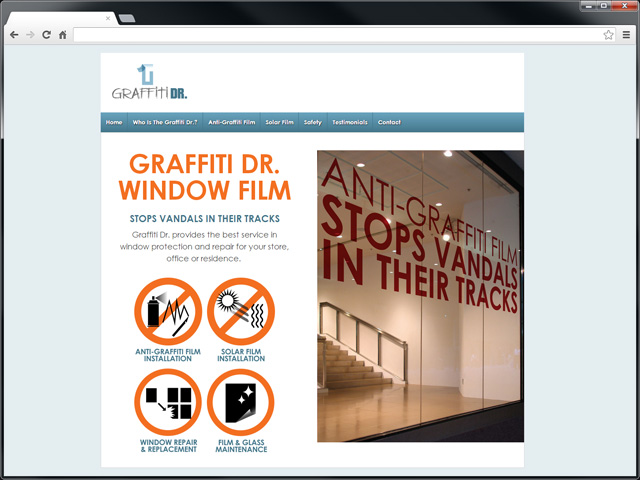 GRAFFITI DR.
Home Who Is The Graffiti Dr.? Anti-Graffiti Film Solar Film Safety Testimonials Contact
GRAFFITI DR.
WINDOW FILM
STOPS VANDALS IN THEIR TRACKS
Graffiti Dr. provides the best service in
window protection and repair for your store,
office or residence.
ANTI-GRAFFITI FILM
INSTALLATION
SOLAR FILM
INSTALLATION
WINDOW REPAIR
& REPLACEMENT
FILM & GLASS
MAINTENANCE
ANTI-GRAFFITI FILM
STOPS VANDALS
IN THEIR TRACKS